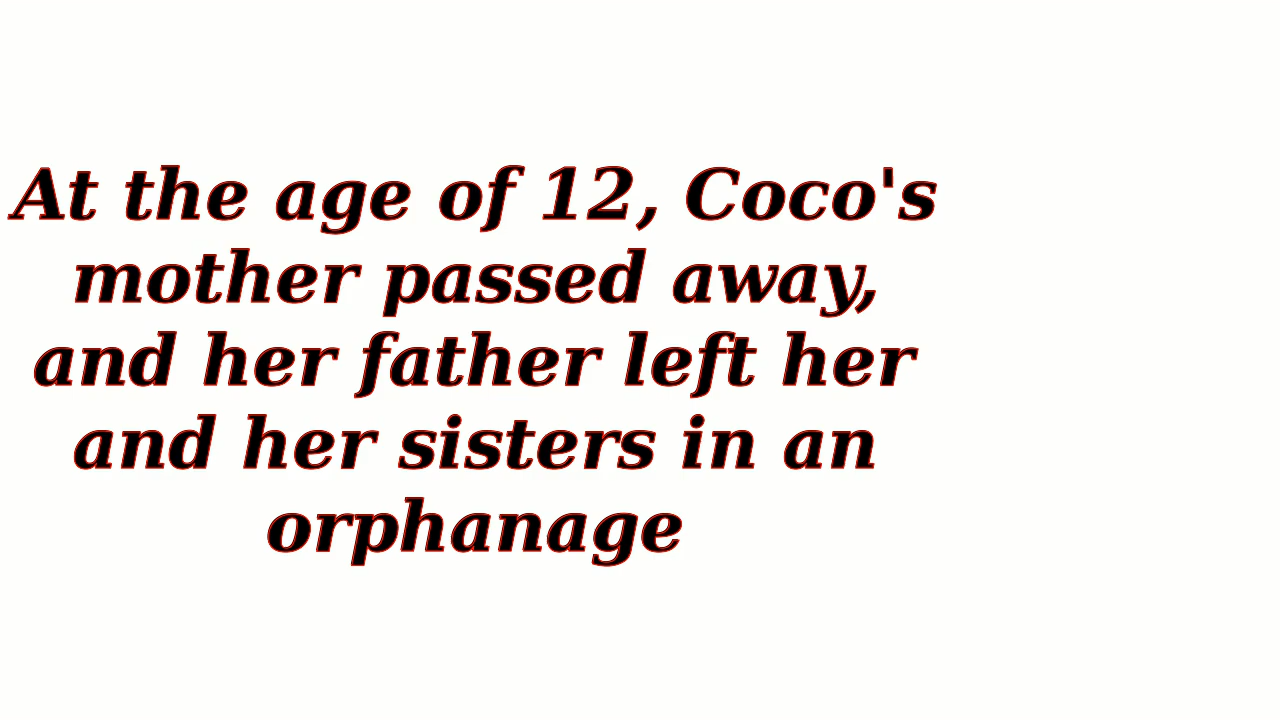 At the age of 12, Coco's
mother passed away,
and her father left her
and her sisters in an
orphanage